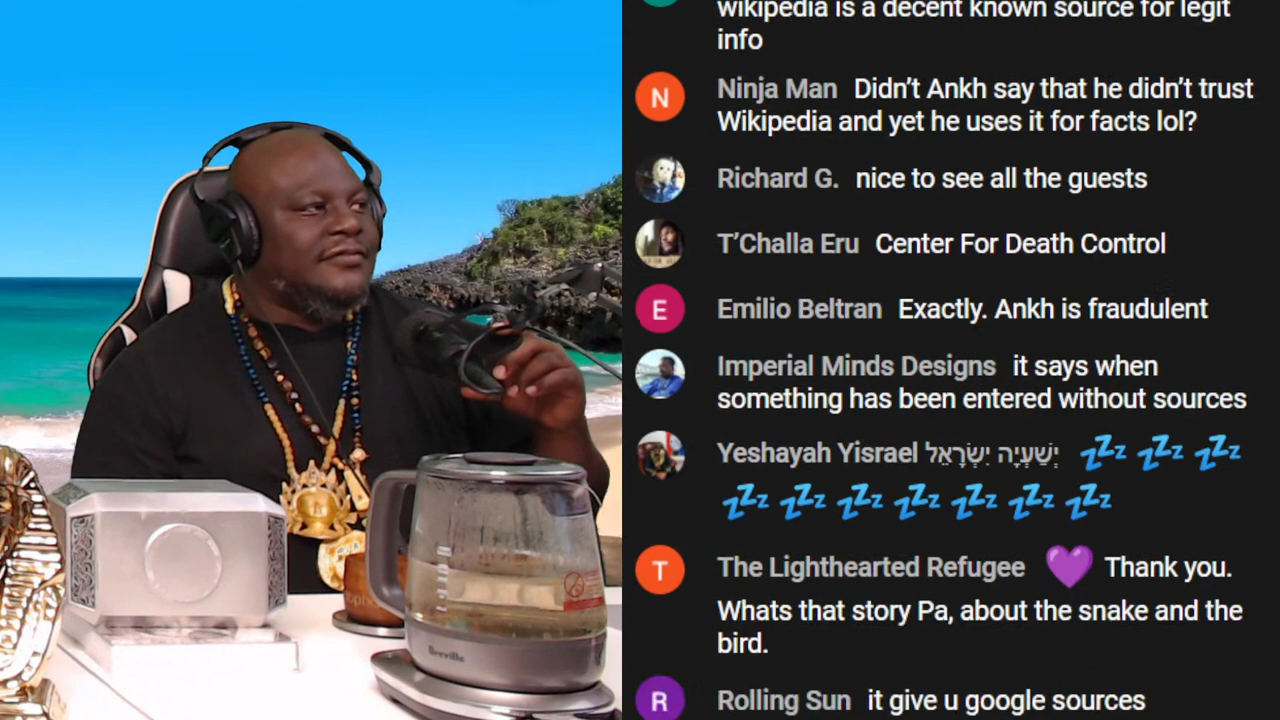 wikipedia is a decent known source for legit
info
N Ninja Man Didn’t Ankh say that he didn’t trust
Wikipedia and yet he uses it for facts lol?
Richard G. nice to see all the guests
T’Challa Eru Center For Death Control
E Emilio Beltran Exactly. Ankh is fraudulent
Imperial Minds Designs it says when
something has been entered without sources
Yeshayah Yisrael יְשַׁעְיָה יִשְׂרָאֵל 💤 💤 💤
💤 💤 💤 💤 💤 💤 💤
T The Lighthearted Refugee 💜 Thank you.
Whats that story Pa, about the snake and the
bird.
R Rolling Sun it give u google sources
Breville